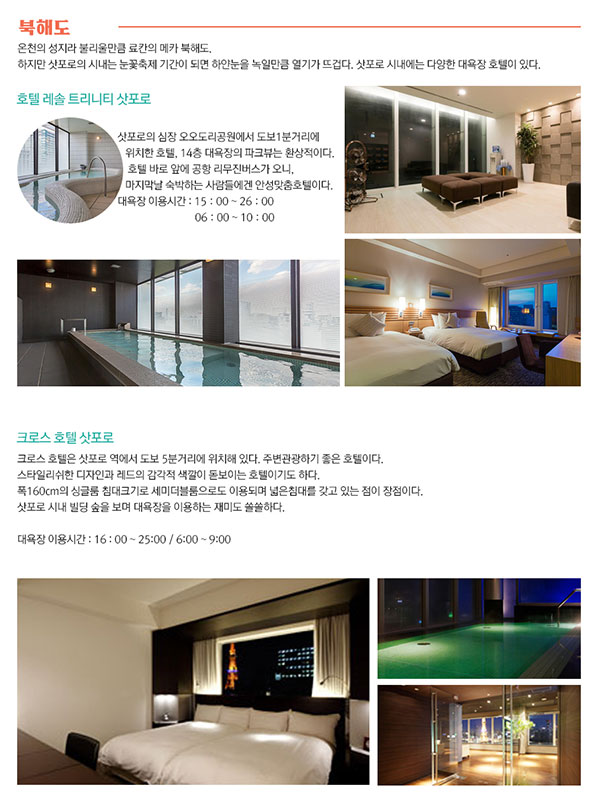 북해도
온천의 성지라 불리울만큼 료칸의 메카 북해도.
하지만 삿포로의 시내는 눈꽃축제 기간이 되면 하얀눈을 녹일만큼 열기가 뜨겁다. 삿포로 시내에는 다양한 대욕장 호텔이 있다.
호텔 레솔 트리니티 삿포로
삿포로의 심장 오오도리공원에서 도보1분거리에
위치한 호텔, 14층 대욕장의 파크뷰는 환상적이다.
호텔 바로 앞에 공항 리무진버스가 오니,
마지막날 숙박하는 사람들에겐 안성맞춤호텔이다.
대욕장 이용시간 : 15 : 00 ~ 26 : 00
06 : 00 ~ 10 : 00
크로스 호텔 삿포로
크로스 호텔은 삿포로 역에서 도보 5분거리에 위치해 있다. 주변관광하기 좋은 호텔이다.
스타일리쉬한 디자인과 레드의 감각적 색깔이 돋보이는 호텔이기도 하다.
폭160cm의 싱글룸 침대크기로 세미더블룸으로도 이용되며 넓은침대를 갖고 있는 점이 장점이다.
삿포로 시내 빌딩 숲을 보며 대욕장을 이용하는 재미도 쏠쏠하다.
대욕장 이용시간 : 16 : 00 ~ 25:00 / 6:00 ~ 9:00